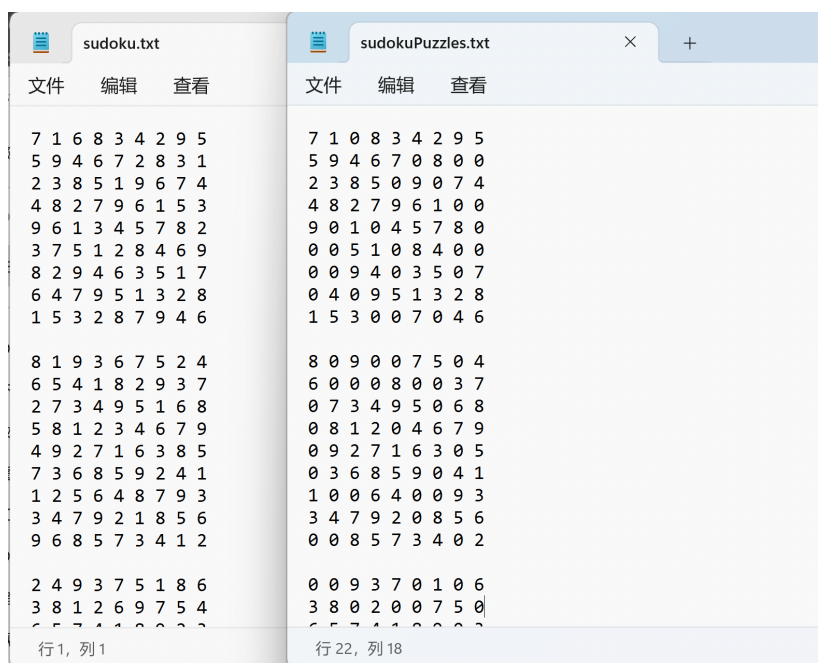 sudoku.txt
文件 编辑 查看
7 1 6 8 3 4 2 9 5
5 9 4 6 7 2 8 3 1
2 3 8 5 1 9 6 7 4
4 8 2 7 9 6 1 5 3
9 6 1 3 4 5 7 8 2
3 7 5 1 2 8 4 6 9
8 2 9 4 6 3 5 1 7
6 4 7 9 5 1 3 2 8
1 5 3 2 8 7 9 4 6
8 1 9 3 6 7 5 2 4
6 5 4 1 8 2 9 3 7
2 7 3 4 9 5 1 6 8
5 8 1 2 3 4 6 7 9
4 9 2 7 1 6 3 8 5
7 3 6 8 5 9 2 4 1
1 2 5 6 4 8 7 9 3
3 4 7 9 2 1 8 5 6
9 6 8 5 7 3 4 1 2
2 4 9 3 7 5 1 8 6
3 8 1 2 6 9 7 5 4
行 1，列 1
sudokuPuzzles.txt
文件 编辑 查看
7 1 0 8 3 4 2 9 5
5 9 4 6 7 0 8 0 0
2 3 8 5 0 9 0 7 4
4 8 2 7 9 6 1 0 0
9 0 1 0 4 5 7 8 0
0 0 5 1 0 8 4 0 0
0 0 9 4 0 3 5 0 7
0 4 0 9 5 1 3 2 8
1 5 3 0 0 7 0 4 6
8 0 9 0 0 7 5 0 4
6 0 0 0 8 0 0 3 7
0 7 3 4 9 5 0 6 8
0 8 1 2 0 4 6 7 9
0 9 2 7 1 6 3 0 5
0 3 6 8 5 9 0 4 1
1 0 0 6 4 0 0 9 3
3 4 7 9 2 0 8 5 6
0 0 8 5 7 3 4 0 2
0 0 9 3 7 0 1 0 6
3 8 0 2 0 0 7 5 0
行 22，列 18